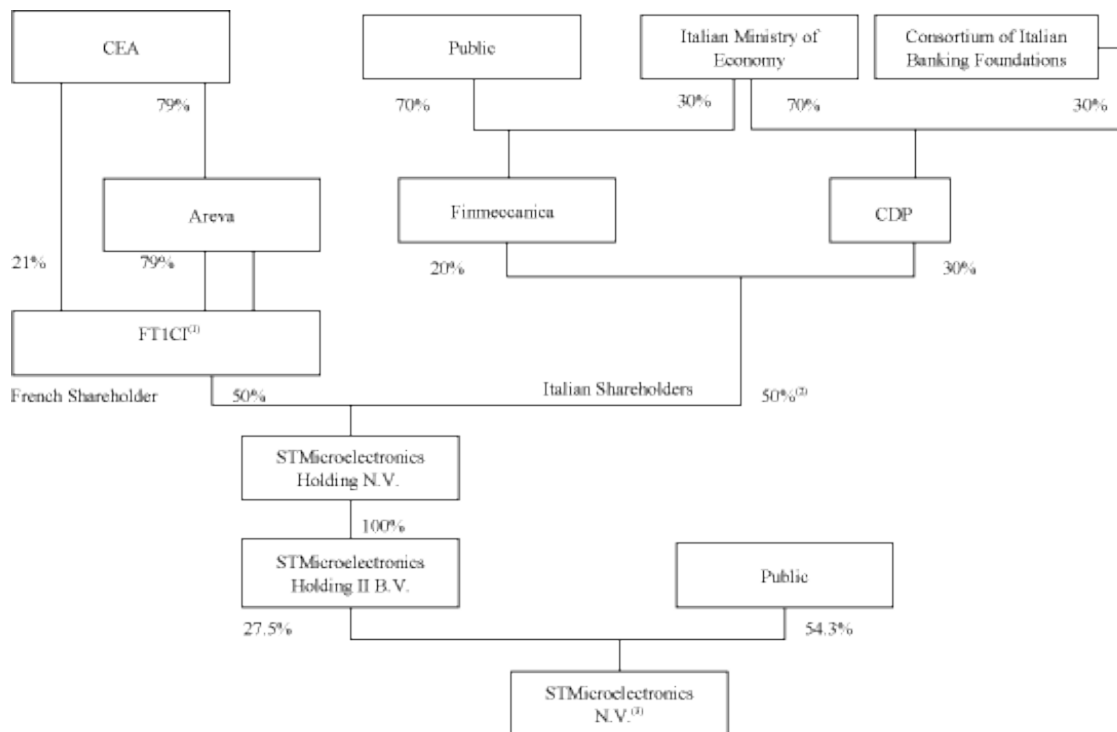 CEA
Public
Italian Ministry of
Economy
Consortium of Italian
Banking Foundations
79%
70%
30%
70%
30%
Areva
Finmeccanica
CDP
21%
79%
20%
30%
FT1CI(1)
French Shareholder
50%
Italian Shareholders
50%(2)
STMicroelectronics
Holding N.V.
100%
STMicroelectronics
Holding II B.V.
Public
27.5%
54.3%
STMicroelectronics
N.V.(3)